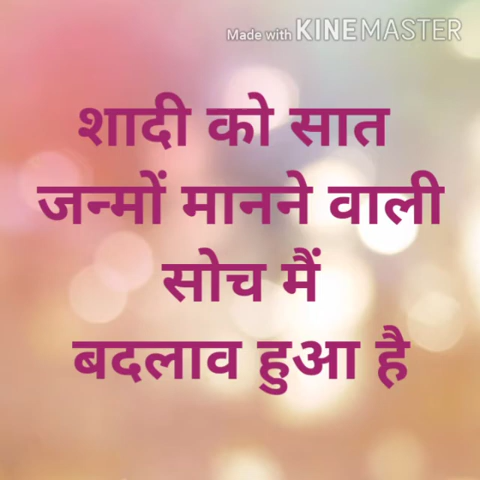 Made with KINEMASTER
शादी को सात
जन्मों मानने वाली
सोच मैं
बदलाव हुआ है